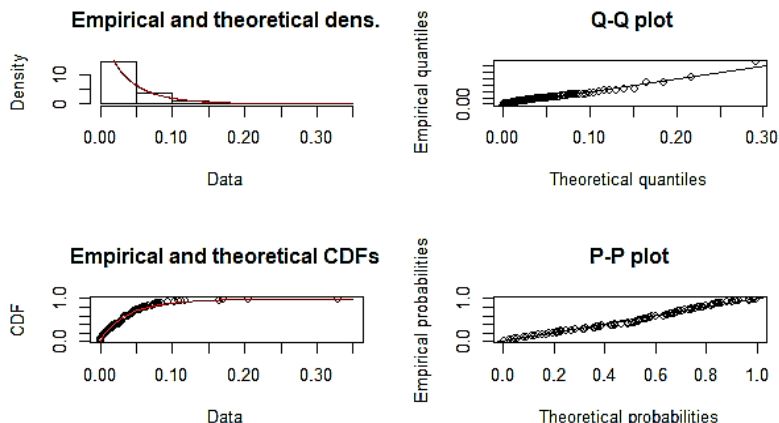 Empirical and theoretical dens.
Density
0 10
0.00 0.10 0.20 0.30
Data
Q-Q plot
Empirical quantiles
0.00
0.00 0.10 0.20 0.30
Theoretical quantiles
Empirical and theoretical CDFs
CDF
0.0 1.0
0.00 0.10 0.20 0.30
Data
P-P plot
Empirical probabilities
0.0 1.0
0.0 0.2 0.4 0.6 0.8 1.0
Theoretical probabilities